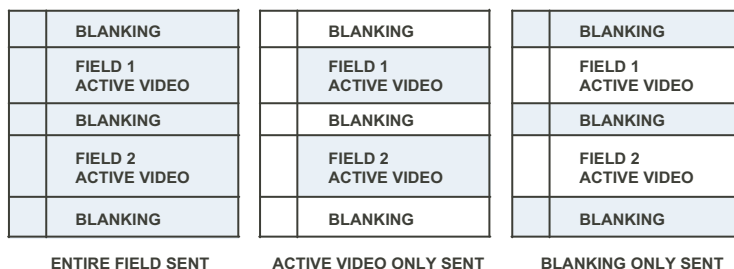 BLANKING
FIELD 1
ACTIVE VIDEO
BLANKING
FIELD 2
ACTIVE VIDEO
BLANKING
ENTIRE FIELD SENT
BLANKING
FIELD 1
ACTIVE VIDEO
BLANKING
FIELD 2
ACTIVE VIDEO
BLANKING
ACTIVE VIDEO ONLY SENT
BLANKING
FIELD 1
ACTIVE VIDEO
BLANKING
FIELD 2
ACTIVE VIDEO
BLANKING
BLANKING ONLY SENT